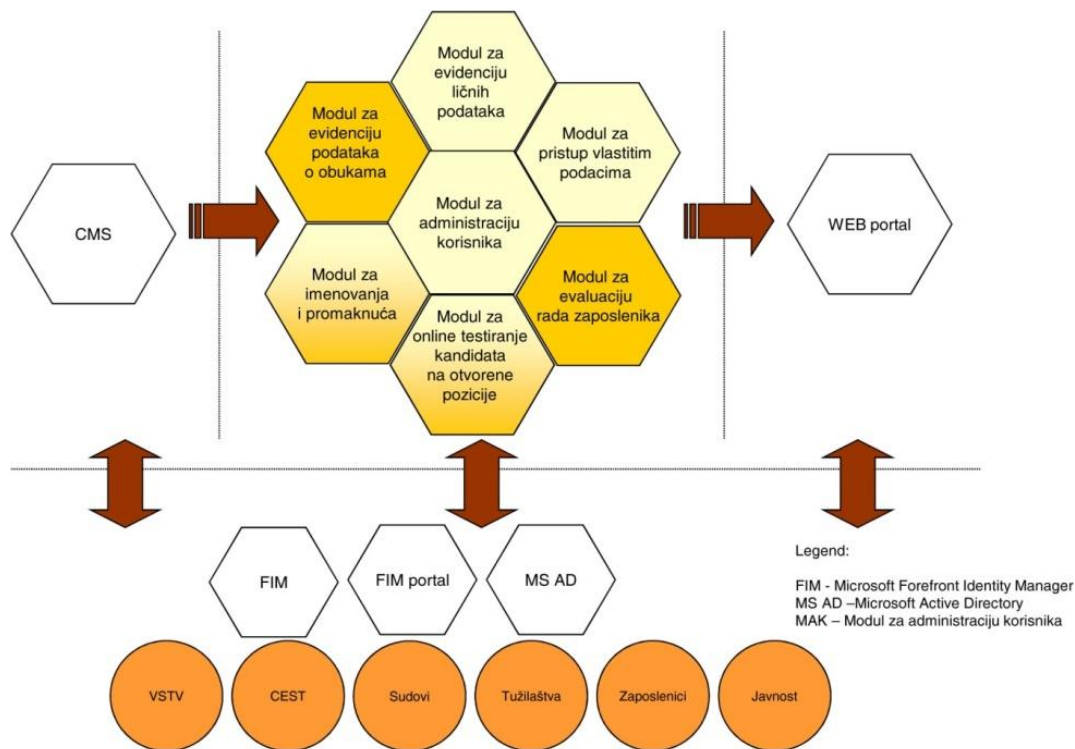 Modul za
evidenciju
ličnih
podataka
Modul za
evidenciju
podataka
o obukama
Modul za
pristup vlastitim
podacima
CMS
Modul za
administraciju
korisnika
WEB portal
Modul za
imenovanja
i promaknuća
Modul za
evaluaciju
rada zaposlenika
Modul za
online testiranje
kandidata
na otvorene
pozicije
FIM
FIM portal
MS AD
Legend:
FIM - Microsoft Forefront Identity Manager
MS AD –Microsoft Active Directory
MAK – Modul za administraciju korisnika
VSTV
CEST
Sudovi
Tužilaštva
Zaposlenici
Javnost